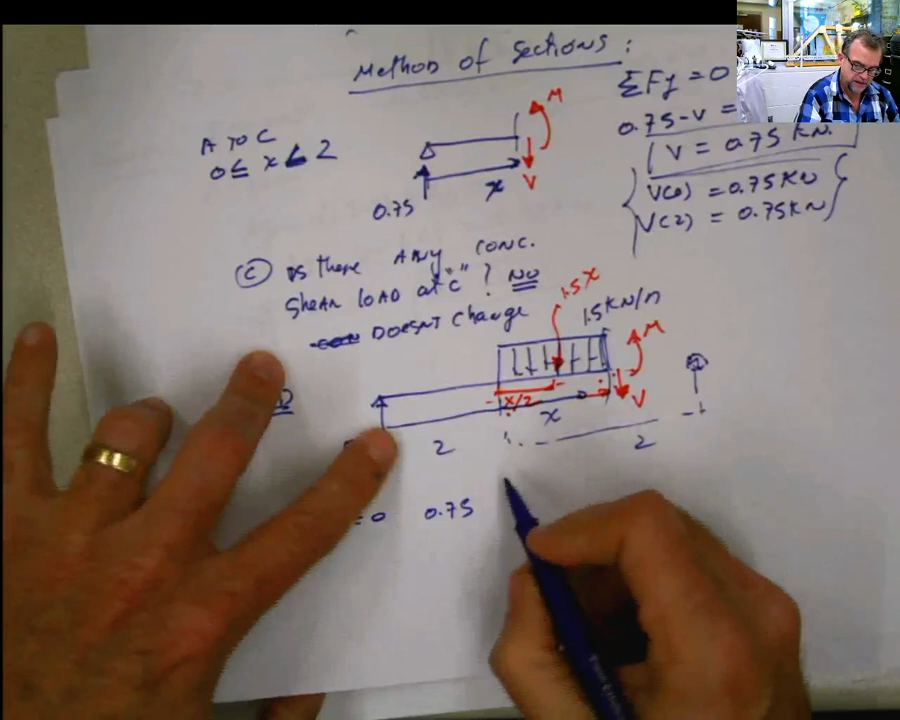 Method of Sections:
A TO C
0 ≤ x ≤ 2
M
V
x
0.75
ΣFy = 0
0.75 - V =
V = 0.75 KN.
V(0) = 0.75 KN
V(2) = 0.75 KN
(C) is there ANY conc.
Shear LOAD at "c"? NO
DOESNT change
1.5x
1.5 KN/m
M
V
x/2
x
2
2
= 0 0.75